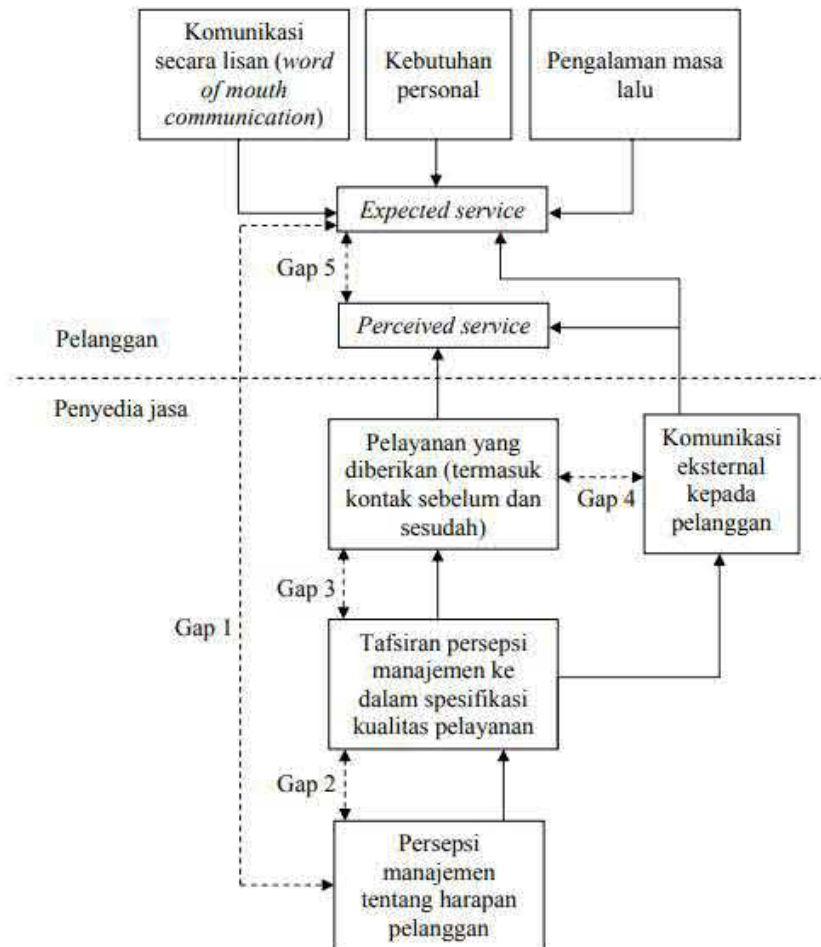 Komunikasi
secara lisan (word
of mouth
communication)
Kebutuhan
personal
Pengalaman masa
lalu
Expected service
Gap 5
Perceived service
Pelanggan
Penyedia jasa
Pelayanan yang
diberikan (termasuk
kontak sebelum dan
sesudah)
Gap 4
Komunikasi
eksternal
kepada
pelanggan
Gap 3
Gap 1
Tafsiran persepsi
manajemen ke
dalam spesifikasi
kualitas pelayanan
Gap 2
Persepsi
manajemen
tentang harapan
pelanggan